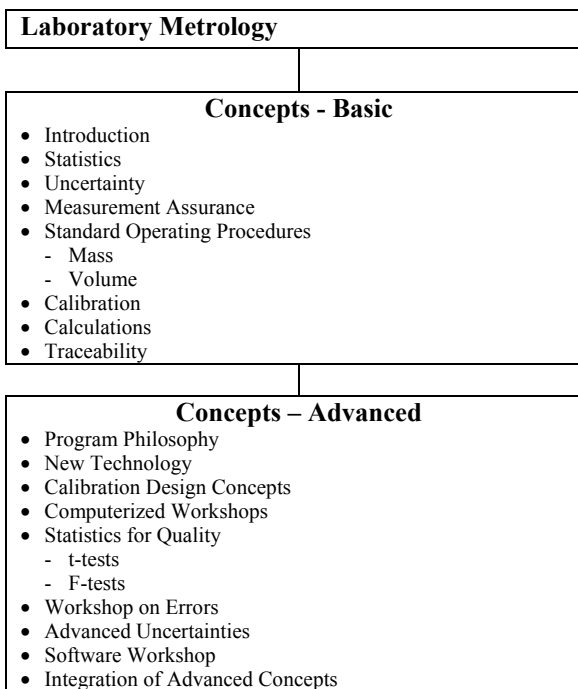 Laboratory Metrology
Concepts - Basic
• Introduction
• Statistics
• Uncertainty
• Measurement Assurance
• Standard Operating Procedures
- Mass
- Volume
• Calibration
• Calculations
• Traceability
Concepts – Advanced
• Program Philosophy
• New Technology
• Calibration Design Concepts
• Computerized Workshops
• Statistics for Quality
- t-tests
- F-tests
• Workshop on Errors
• Advanced Uncertainties
• Software Workshop
• Integration of Advanced Concepts